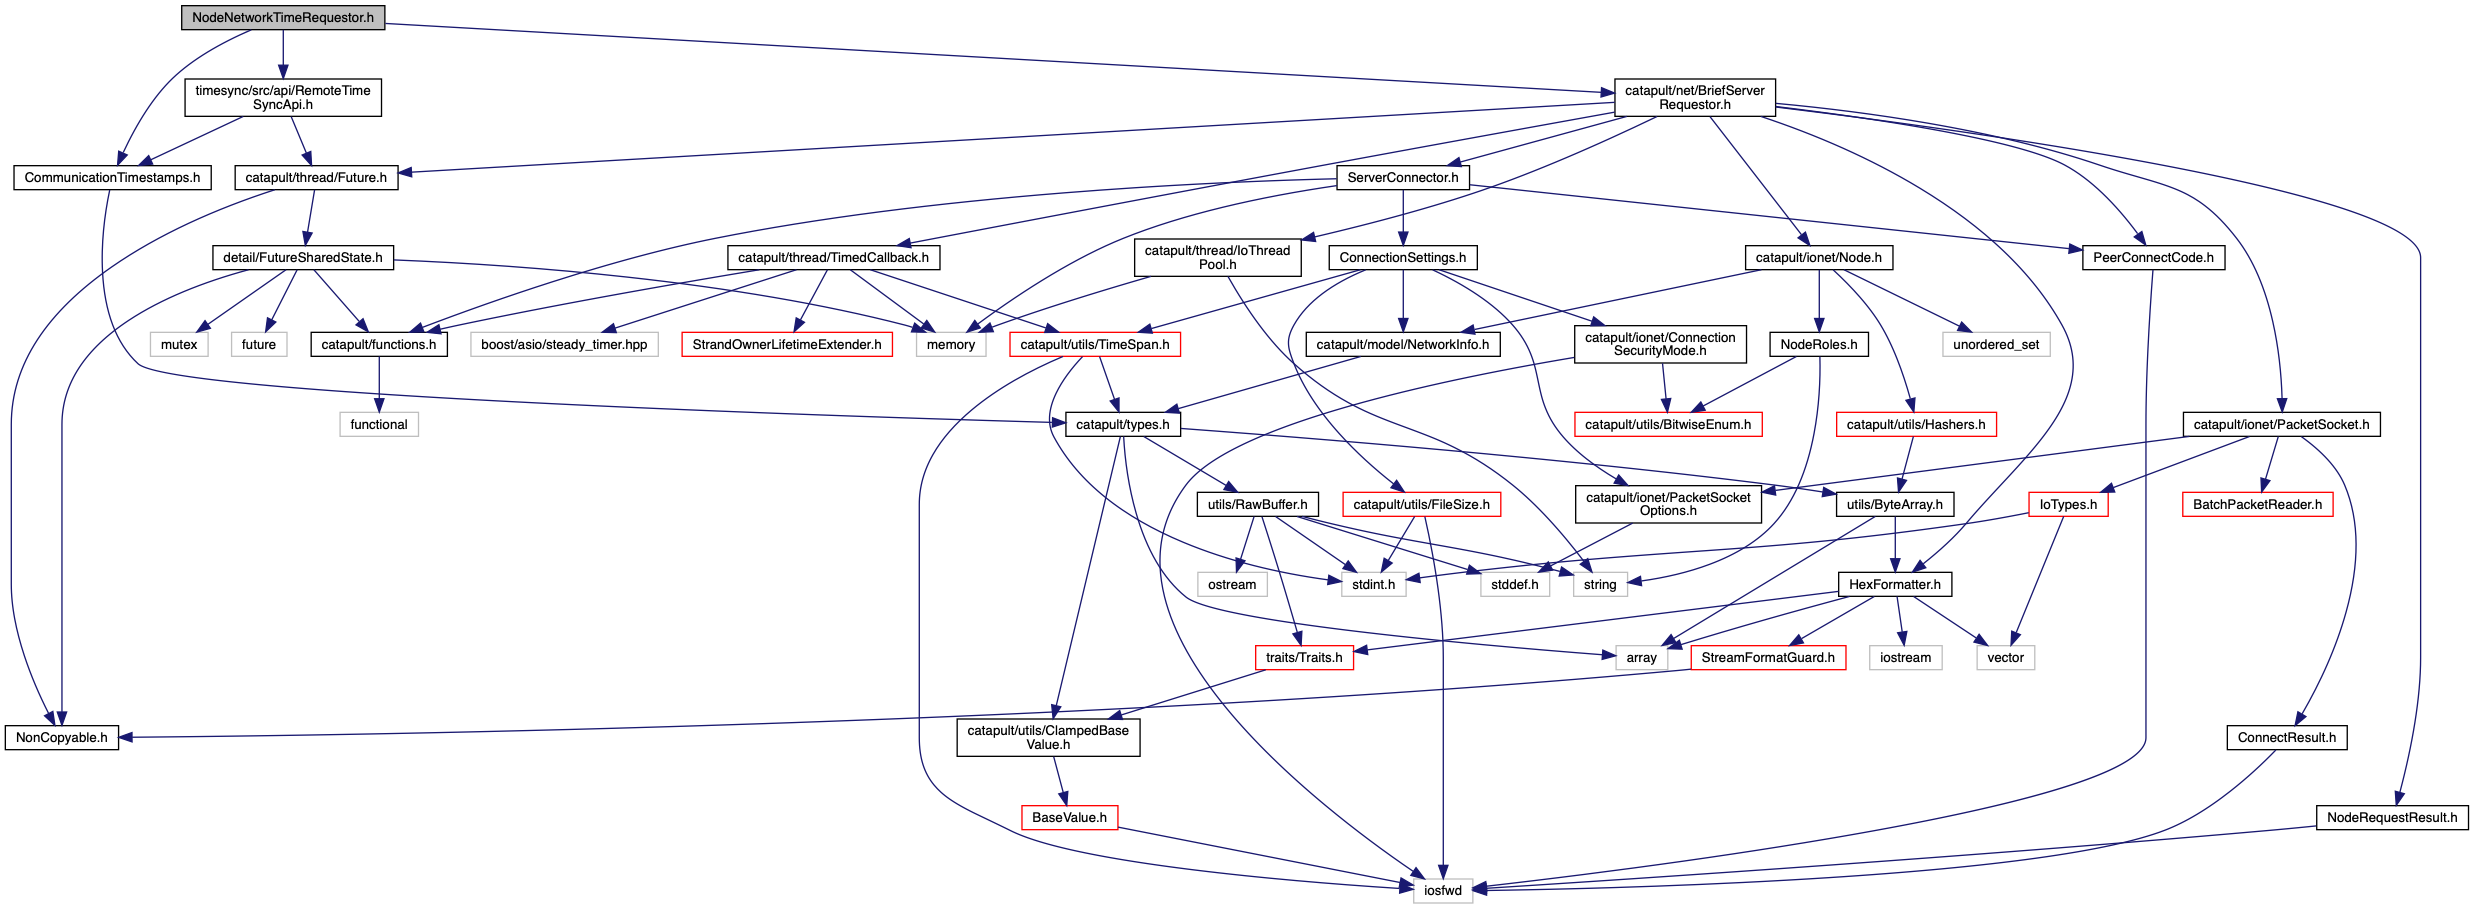 NodeNetworkTimeRequestor.h
timesync/src/api/RemoteTime
SyncApi.h
catapult/net/BriefServer
Requestor.h
CommunicationTimestamps.h
catapult/thread/Future.h
ServerConnector.h
detail/FutureSharedState.h
catapult/thread/TimedCallback.h
catapult/thread/IoThread
Pool.h
ConnectionSettings.h
catapult/ionet/Node.h
PeerConnectCode.h
mutex
future
catapult/functions.h
boost/asio/steady_timer.hpp
StrandOwnerLifetimeExtender.h
memory
catapult/utils/TimeSpan.h
catapult/model/NetworkInfo.h
catapult/ionet/Connection
SecurityMode.h
NodeRoles.h
unordered_set
functional
catapult/types.h
catapult/utils/BitwiseEnum.h
catapult/utils/Hashers.h
catapult/ionet/PacketSocket.h
utils/RawBuffer.h
catapult/utils/FileSize.h
catapult/ionet/PacketSocket
Options.h
utils/ByteArray.h
IoTypes.h
BatchPacketReader.h
ostream
stdint.h
stddef.h
string
HexFormatter.h
traits/Traits.h
array
StreamFormatGuard.h
iostream
vector
NonCopyable.h
catapult/utils/ClampedBase
Value.h
ConnectResult.h
BaseValue.h
NodeRequestResult.h
iosfwd